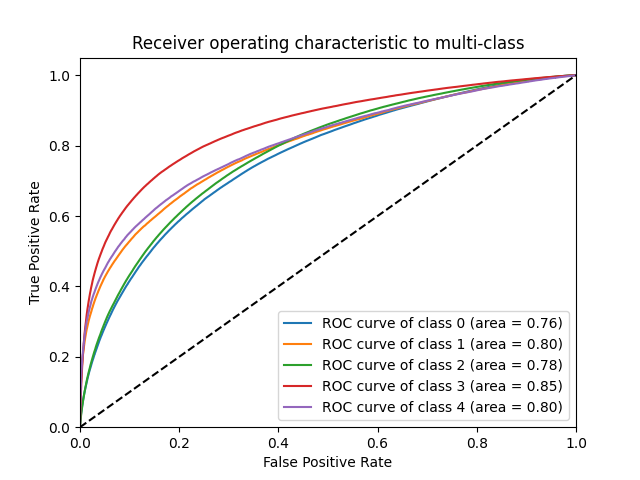 Receiver operating characteristic to multi-class
True Positive Rate
1.0
0.8
0.6
0.4
0.2
0.0
ROC curve of class 0 (area = 0.76)
ROC curve of class 1 (area = 0.80)
ROC curve of class 2 (area = 0.78)
ROC curve of class 3 (area = 0.85)
ROC curve of class 4 (area = 0.80)
0.0 0.2 0.4 0.6 0.8 1.0
False Positive Rate